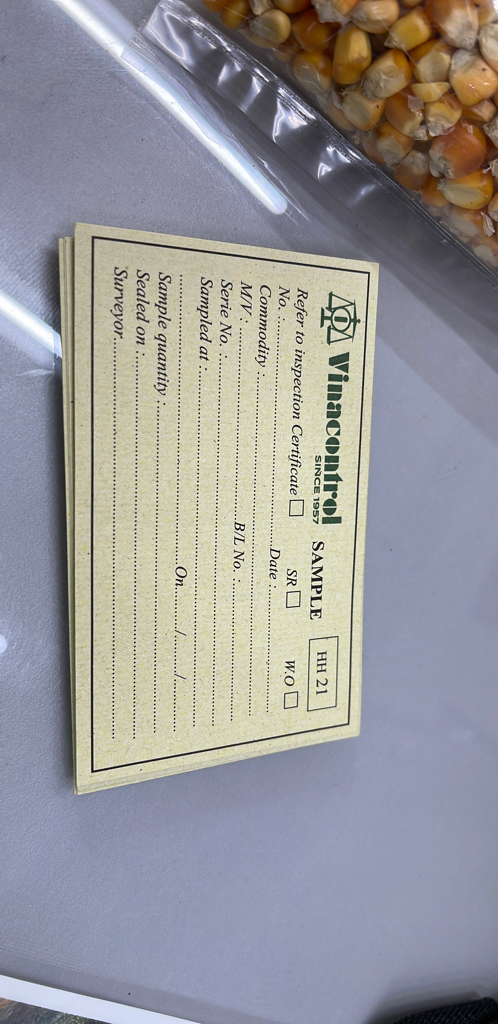 Vinacontrol
SINCE 1957
SAMPLE
HH 21
Refer to inspection Certificate SR W.O
No. : Date :
Commodity :
M/V : B/L No. :
Serie No. :
Sampled at :
On / /
Sample quantity :
Sealed on :
Surveyor